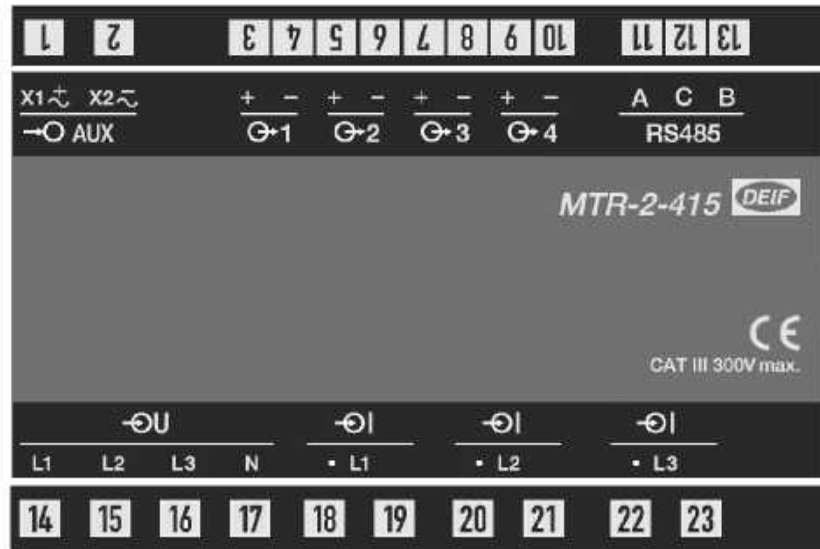 1 2 3 4 5 6 7 8 9 10 11 12 13
X1 X2 + - + - + - + - A C B
AUX 1 2 3 4 RS485
MTR-2-415 DEIF
CE
CAT III 300V max.
U I I I
L1 L2 L3 N L1 L2 L3
14 15 16 17 18 19 20 21 22 23